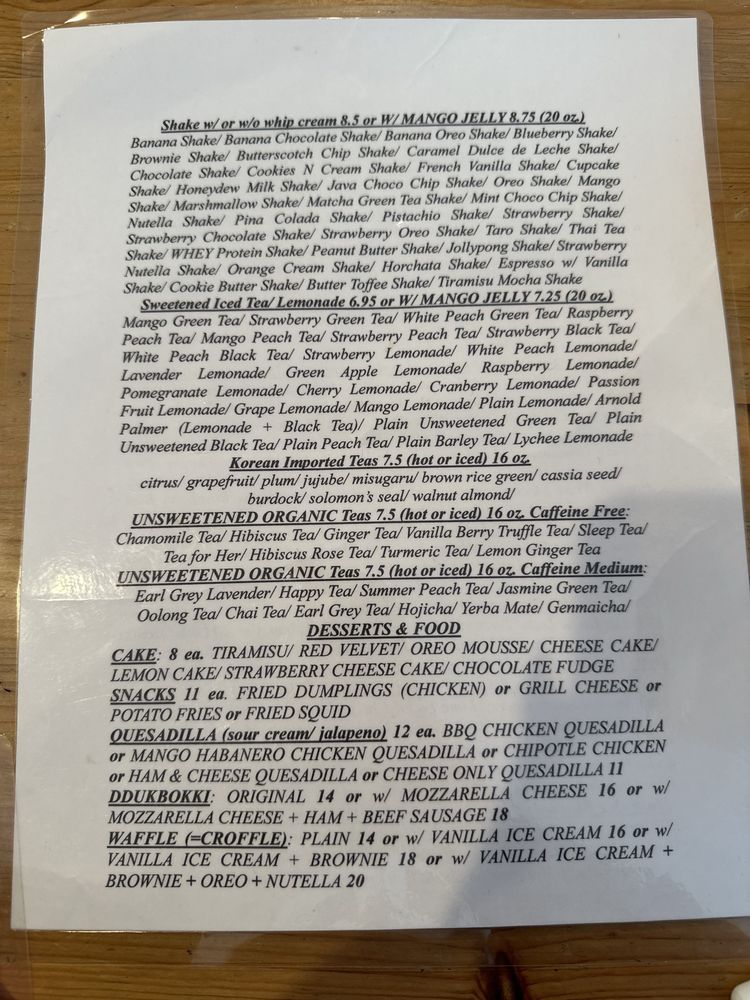 Shake w/ or w/o whip cream 8.5 or W/ MANGO JELLY 8.75 (20 oz.)
Banana Shake/ Banana Chocolate Shake/ Banana Oreo Shake/ Blueberry Shake/
Brownie Shake/ Butterscotch Chip Shake/ Caramel Dulce de Leche Shake/
Chocolate Shake/ Cookies N Cream Shake/ French Vanilla Shake/ Cupcake
Shake/ Honeydew Milk Shake/ Java Choco Chip Shake/ Oreo Shake/ Mango
Shake/ Marshmallow Shake/ Matcha Green Tea Shake/ Mint Choco Chip Shake/
Nutella Shake/ Pina Colada Shake/ Pistachio Shake/ Strawberry Shake/
Strawberry Chocolate Shake/ Strawberry Oreo Shake/ Taro Shake/ Thai Tea
Shake/ WHEY Protein Shake/ Peanut Butter Shake/ Jollypong Shake/ Strawberry
Nutella Shake/ Orange Cream Shake/ Horchata Shake/ Espresso w/ Vanilla
Shake/ Cookie Butter Shake/ Butter Toffee Shake/ Tiramisu Mocha Shake
Sweetened Iced Tea/ Lemonade 6.95 or W/ MANGO JELLY 7.25 (20 oz.)
Mango Green Tea/ Strawberry Green Tea/ White Peach Green Tea/ Raspberry
Peach Tea/ Mango Peach Tea/ Strawberry Peach Tea/ Strawberry Black Tea/
White Peach Black Tea/ Strawberry Lemonade/ White Peach Lemonade/
Lavender Lemonade/ Green Apple Lemonade/ Raspberry Lemonade/
Pomegranate Lemonade/ Cherry Lemonade/ Cranberry Lemonade/ Passion
Fruit Lemonade/ Grape Lemonade/ Mango Lemonade/ Plain Lemonade/ Arnold
Palmer (Lemonade + Black Tea)/ Plain Unsweetened Green Tea/ Plain
Unsweetened Black Tea/ Plain Peach Tea/ Plain Barley Tea/ Lychee Lemonade
Korean Imported Teas 7.5 (hot or iced) 16 oz.
citrus/ grapefruit/ plum/ jujube/ misugaru/ brown rice green/ cassia seed/
burdock/ solomon's seal/ walnut almond/
UNSWEETENED ORGANIC Teas 7.5 (hot or iced) 16 oz. Caffeine Free:
Chamomile Tea/ Hibiscus Tea/ Ginger Tea/ Vanilla Berry Truffle Tea/ Sleep Tea/
Tea for Her/ Hibiscus Rose Tea/ Turmeric Tea/ Lemon Ginger Tea
UNSWEETENED ORGANIC Teas 7.5 (hot or iced) 16 oz. Caffeine Medium:
Earl Grey Lavender/ Happy Tea/ Summer Peach Tea/ Jasmine Green Tea/
Oolong Tea/ Chai Tea/ Earl Grey Tea/ Hojicha/ Yerba Mate/ Genmaicha/
DESSERTS & FOOD
CAKE: 8 ea. TIRAMISU/ RED VELVET/ OREO MOUSSE/ CHEESE CAKE/
LEMON CAKE/ STRAWBERRY CHEESE CAKE/ CHOCOLATE FUDGE
SNACKS 11 ea. FRIED DUMPLINGS (CHICKEN) or GRILL CHEESE or
POTATO FRIES or FRIED SQUID
QUESADILLA (sour cream/ jalapeno) 12 ea. BBQ CHICKEN QUESADILLA
or MANGO HABANERO CHICKEN QUESADILLA or CHIPOTLE CHICKEN
or HAM & CHEESE QUESADILLA or CHEESE ONLY QUESADILLA 11
DDUKBOKKI: ORIGINAL 14 or w/ MOZZARELLA CHEESE 16 or w/
MOZZARELLA CHEESE + HAM + BEEF SAUSAGE 18
WAFFLE (=CROFFLE): PLAIN 14 or w/ VANILLA ICE CREAM 16 or w/
VANILLA ICE CREAM + BROWNIE 18 or w/ VANILLA ICE CREAM +
BROWNIE + OREO + NUTELLA 20